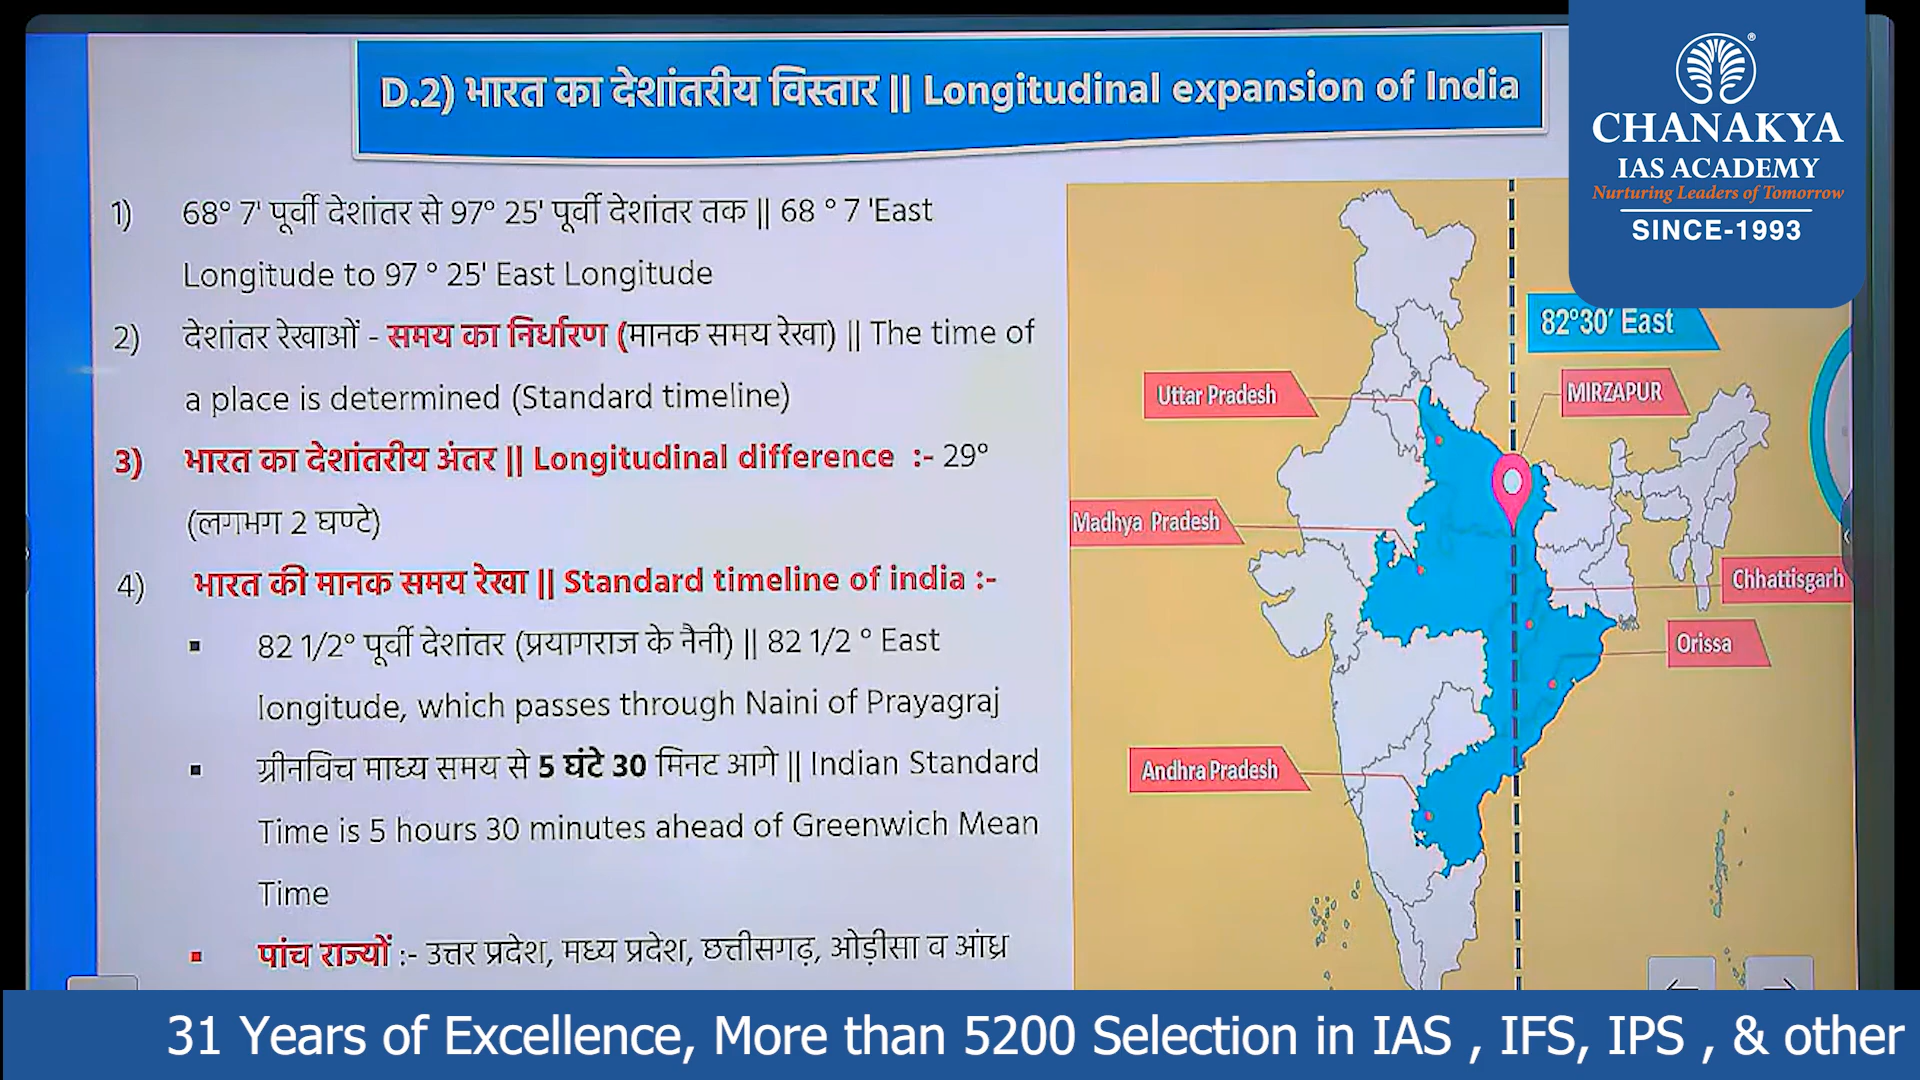 D.2) भारत का देशांतरीय विस्तार || Longitudinal expansion of India
CHANAKYA
IAS ACADEMY
Nurturing Leaders of Tomorrow
SINCE-1993
1) 68° 7' पूर्वी देशांतर से 97° 25' पूर्वी देशांतर तक || 68 ° 7 'East
Longitude to 97 ° 25' East Longitude
2) देशांतर रेखाओं - समय का निर्धारण (मानक समय रेखा) || The time of
a place is determined (Standard timeline)
3) भारत का देशांतरीय अंतर || Longitudinal difference :- 29°
(लगभग 2 घण्टे)
4) भारत की मानक समय रेखा || Standard timeline of india :-
▪ 82 1/2° पूर्वी देशांतर (प्रयागराज के नैनी) || 82 1/2 ° East
longitude, which passes through Naini of Prayagraj
▪ ग्रीनविच माध्य समय से 5 घंटे 30 मिनट आगे || Indian Standard
Time is 5 hours 30 minutes ahead of Greenwich Mean
Time
▪ पांच राज्यों :- उत्तर प्रदेश, मध्य प्रदेश, छत्तीसगढ़, ओड़ीसा व आंध्र
82°30′ East
Uttar Pradesh
MIRZAPUR
Madhya Pradesh
Chhattisgarh
Orissa
Andhra Pradesh
31 Years of Excellence, More than 5200 Selection in IAS , IFS, IPS , & other